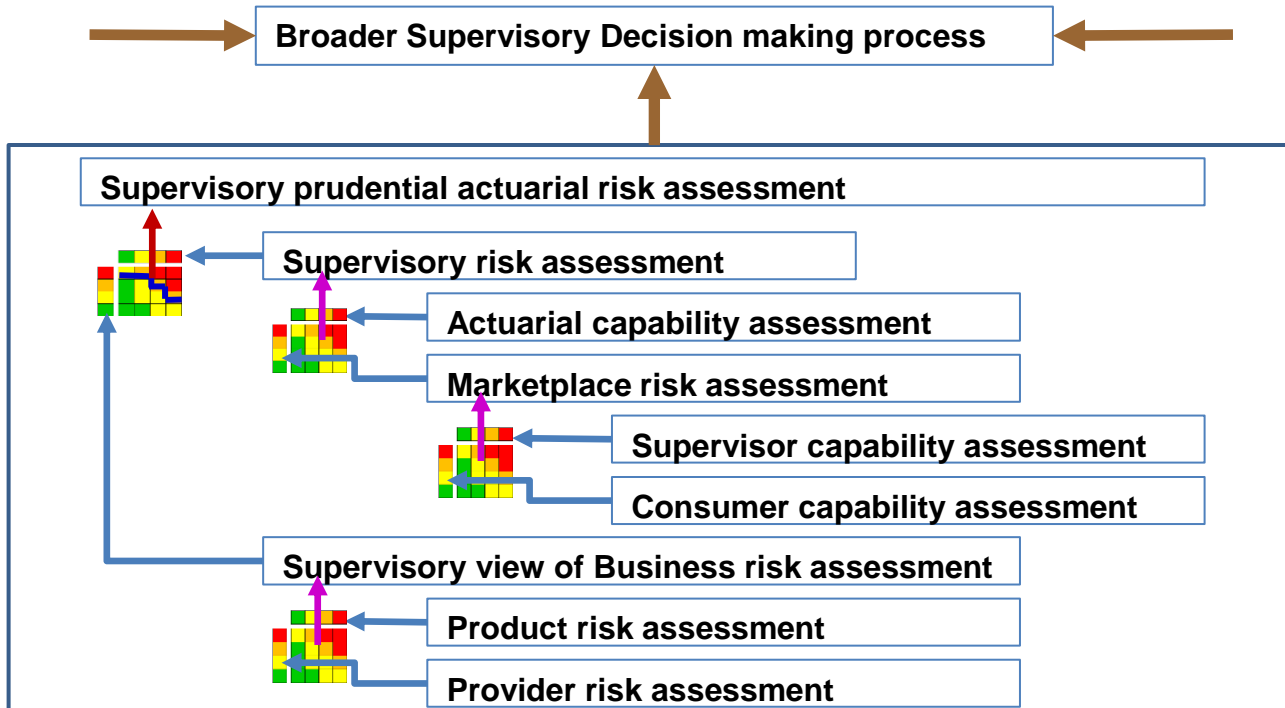 Broader Supervisory Decision making process
Supervisory prudential actuarial risk assessment
Supervisory risk assessment
Actuarial capability assessment
Marketplace risk assessment
Supervisor capability assessment
Consumer capability assessment
Supervisory view of Business risk assessment
Product risk assessment
Provider risk assessment